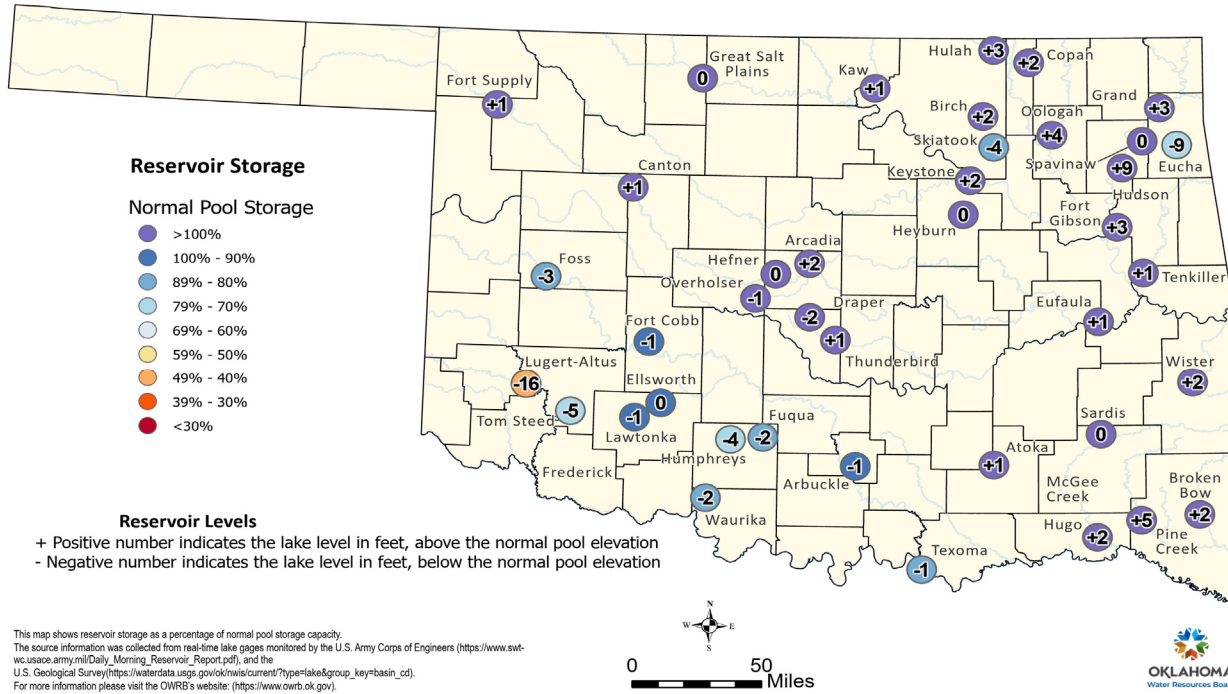 Hulah
+3
Copan
+2
Great Salt
Plains
0
Kaw
+1
Fort Supply
+1
Grand
+3
Birch
+2
Oologah
+4
Skiatook
-4
0
-9
Spavinaw
Eucha
+9
Hudson
Reservoir Storage
Canton
+1
Keystone
+2
Normal Pool Storage
>100%
100% - 90%
89% - 80%
79% - 70%
69% - 60%
59% - 50%
49% - 40%
39% - 30%
<30%
0
Heyburn
Fort
Gibson
+3
Arcadia
+2
Hefner
0
Foss
-3
Overholser
-1
+1
Tenkiller
Draper
-2
Eufaula
+1
Fort Cobb
-1
+1
Thunderbird
Lugert-Altus
-16
Wister
+2
Ellsworth
0
-5
Tom Steed
-1
Lawtonka
Fuqua
-4
-2
Humphreys
Sardis
0
Atoka
+1
Frederick
-1
Arbuckle
McGee
Creek
Broken
Bow
+2
-2
Waurika
Hugo
+2
+5
Pine
Creek
Texoma
-1
Reservoir Levels
+ Positive number indicates the lake level in feet, above the normal pool elevation
- Negative number indicates the lake level in feet, below the normal pool elevation
This map shows reservoir storage as a percentage of normal pool storage capacity.
The source information was collected from real-time lake gages monitored by the U.S. Army Corps of Engineers (https://www.swt-
wc.usace.army.mil/Daily_Morning_Reservoir_Report.pdf), and the
U.S. Geological Survey(https://waterdata.usgs.gov/ok/nwis/current/?type=lake&group_key=basin_cd).
For more information please visit the OWRB's website: (https://www.owrb.ok.gov).
N
W E
S
0 50
Miles
OKLAHOMA
Water Resources Boa